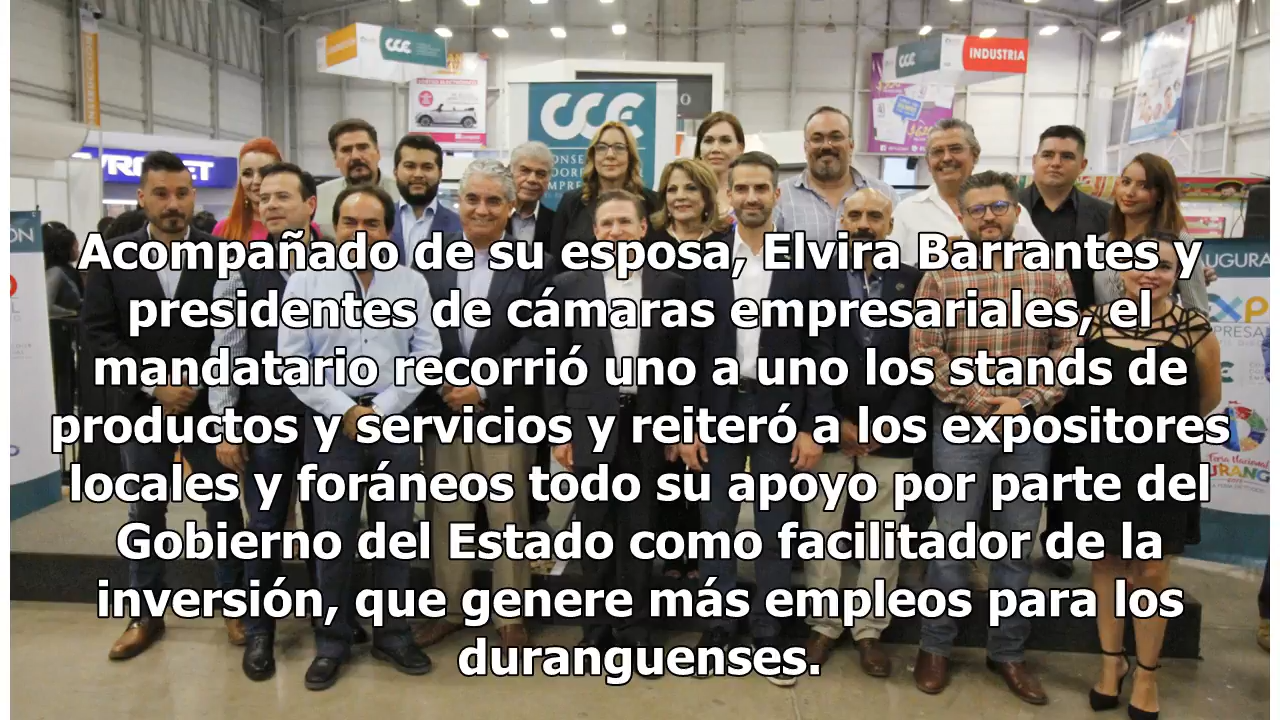 CCE
CCE
INDUSTRIA
CCE
Acompañado de su esposa, Elvira Barrantes y
presidentes de cámaras empresariales, el
mandatario recorrió uno a uno los stands de
productos y servicios y reiteró a los expositores
locales y foráneos todo su apoyo por parte del
Gobierno del Estado como facilitador de la
inversión, que genere más empleos para los
duranguenses.